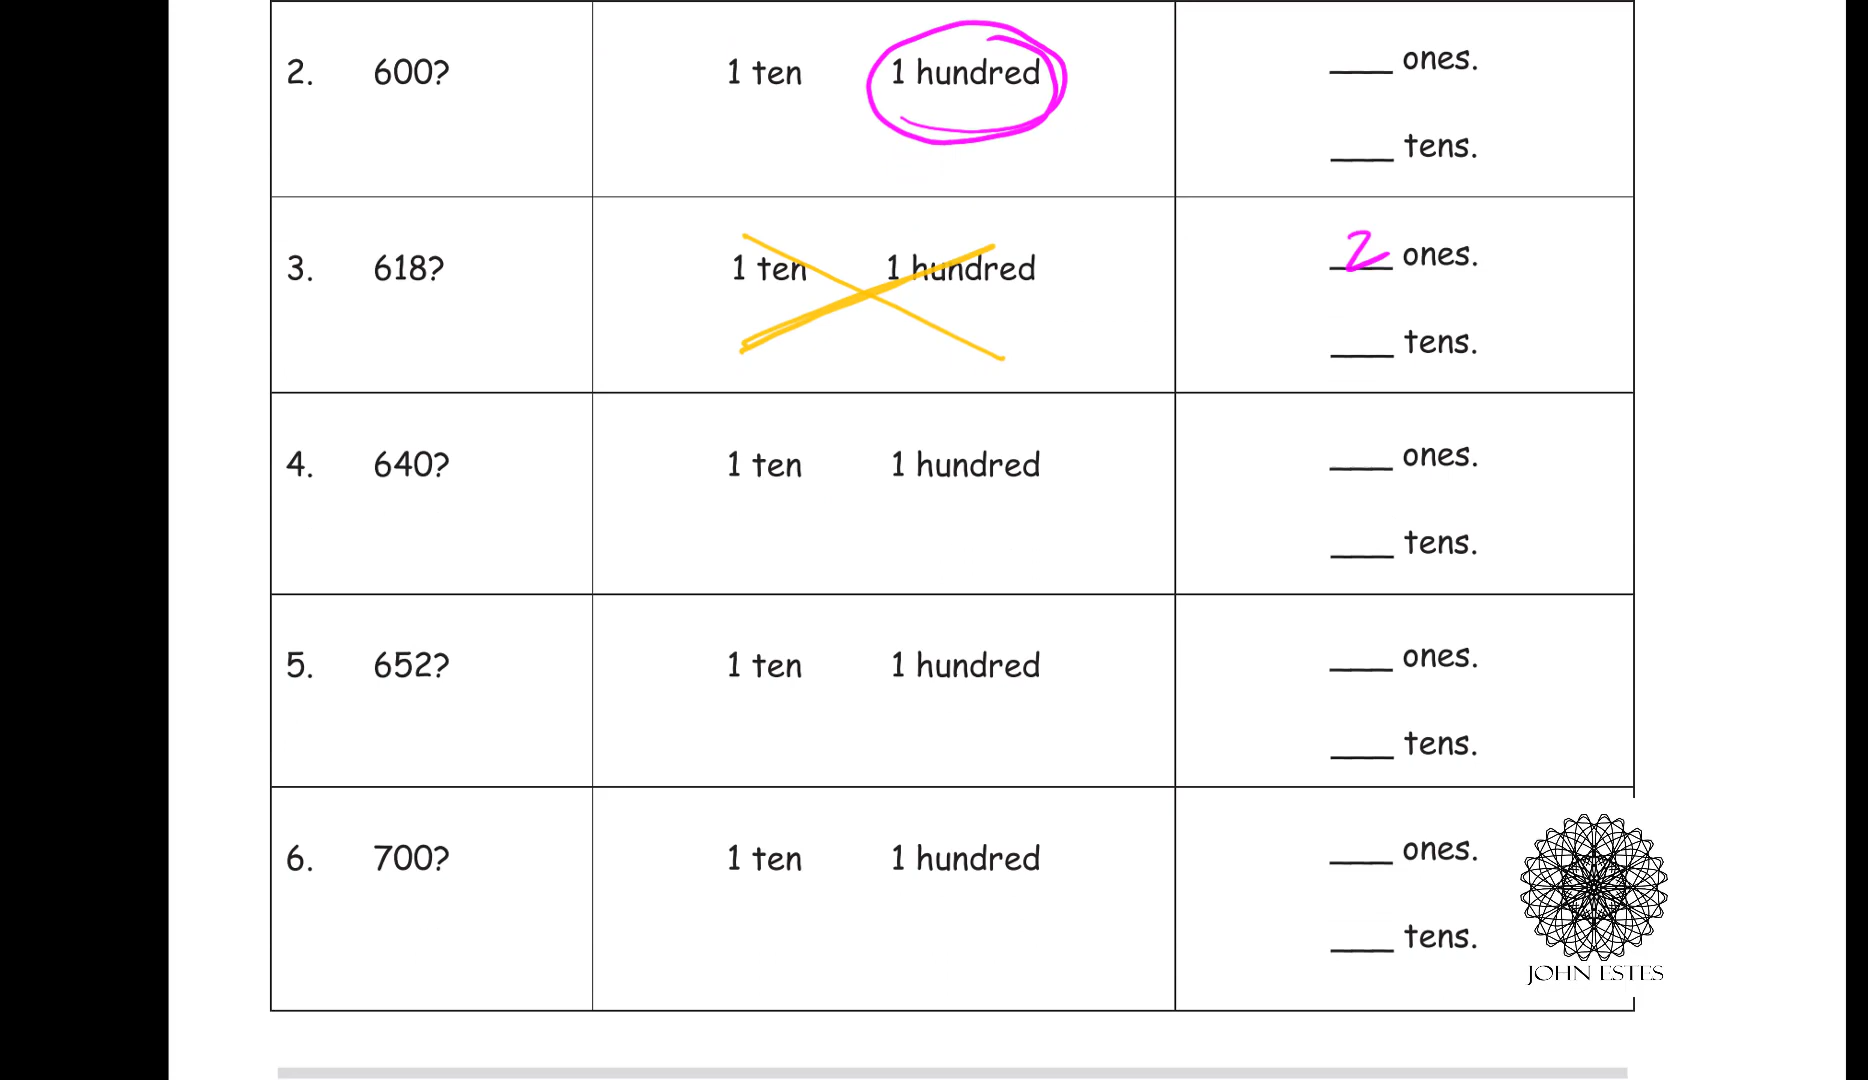 2. 600? 1 ten 1 hundred ___ ones.
___ tens.
3. 618? 1 ten 1 hundred 2 ones.
___ tens.
4. 640? 1 ten 1 hundred ___ ones.
___ tens.
5. 652? 1 ten 1 hundred ___ ones.
___ tens.
6. 700? 1 ten 1 hundred ___ ones.
___ tens.
JOHN ESTES